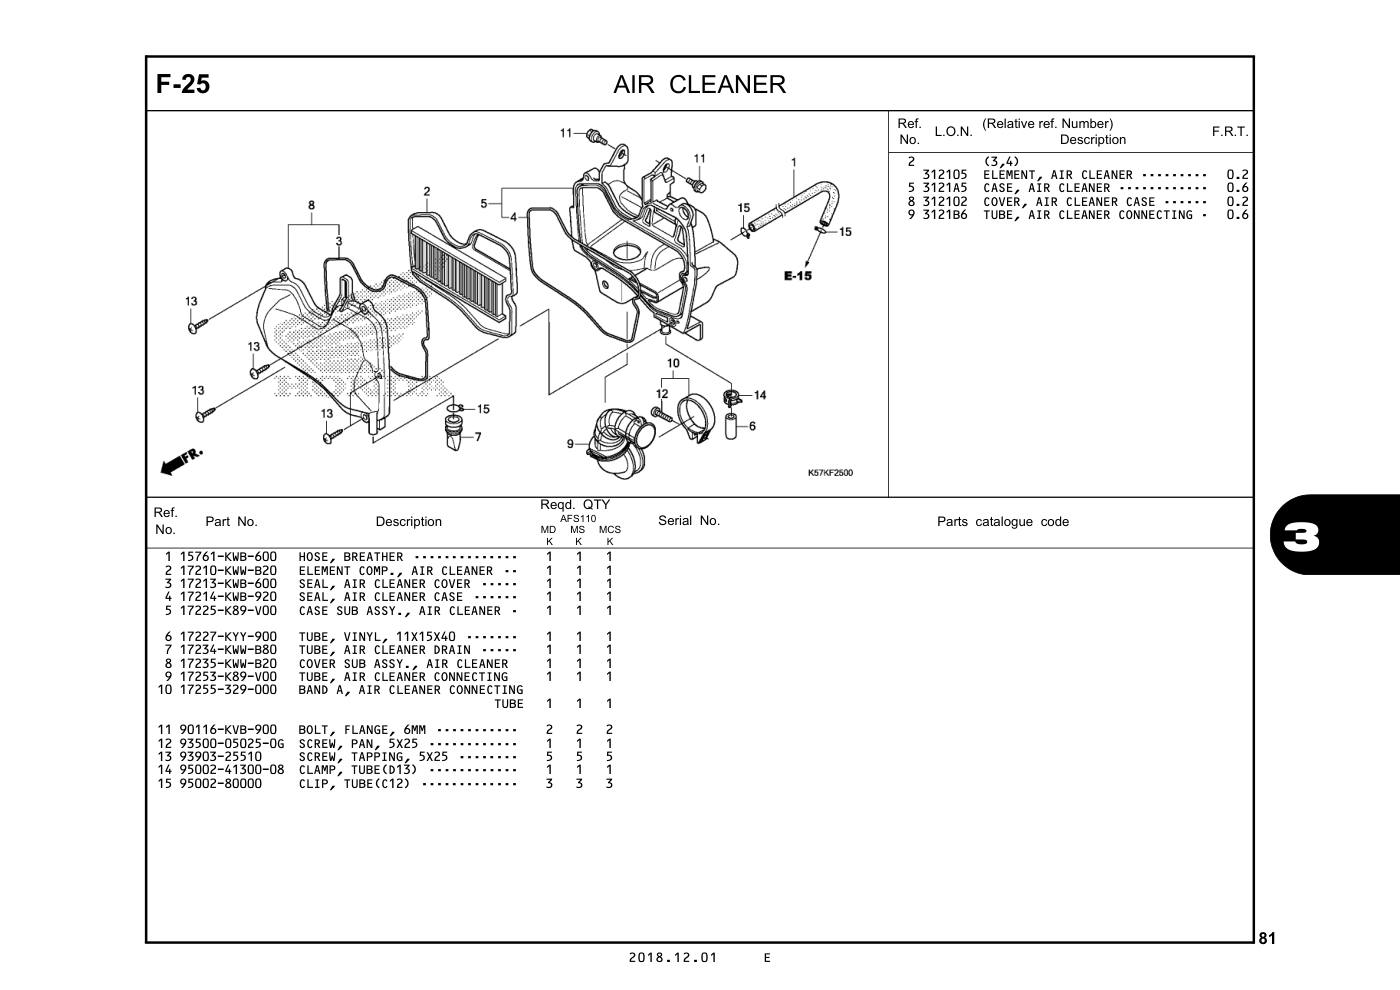 F-25
AIR CLEANER
11
11
1
2
8
5
4
3
15
15
E-15
13
13
13
13
HONDA
10
12
14
15
7
9
6
FR.
K57KF2500
Ref. No. L.O.N. (Relative ref. Number) Description F.R.T.
2 (3,4)
312105 ELEMENT, AIR CLEANER --------- 0.2
5 3121A5 CASE, AIR CLEANER ------------ 0.6
8 312102 COVER, AIR CLEANER CASE ------ 0.2
9 3121B6 TUBE, AIR CLEANER CONNECTING - 0.6
Ref. No. Part No. Description Reqd. QTY Serial No. Parts catalogue code
AFS110
MD MS MCS
K K K
1 15761-KWB-600 HOSE, BREATHER -------------- 1 1 1
2 17210-KWW-B20 ELEMENT COMP., AIR CLEANER -- 1 1 1
3 17213-KWB-600 SEAL, AIR CLEANER COVER ----- 1 1 1
4 17214-KWB-920 SEAL, AIR CLEANER CASE ------ 1 1 1
5 17225-K89-V00 CASE SUB ASSY., AIR CLEANER - 1 1 1
6 17227-KYY-900 TUBE, VINYL, 11X15X40 ------- 1 1 1
7 17234-KWW-B80 TUBE, AIR CLEANER DRAIN ----- 1 1 1
8 17235-KWW-B20 COVER SUB ASSY., AIR CLEANER 1 1 1
9 17253-K89-V00 TUBE, AIR CLEANER CONNECTING 1 1 1
10 17255-329-000 BAND A, AIR CLEANER CONNECTING
TUBE 1 1 1
11 90116-KVB-900 BOLT, FLANGE, 6MM ----------- 2 2 2
12 93500-05025-0G SCREW, PAN, 5X25 ------------ 1 1 1
13 93903-25510 SCREW, TAPPING, 5X25 -------- 5 5 5
14 95002-41300-08 CLAMP, TUBE(D13) ------------ 1 1 1
15 95002-80000 CLIP, TUBE(C12) ------------- 3 3 3
3
81
2018.12.01 E